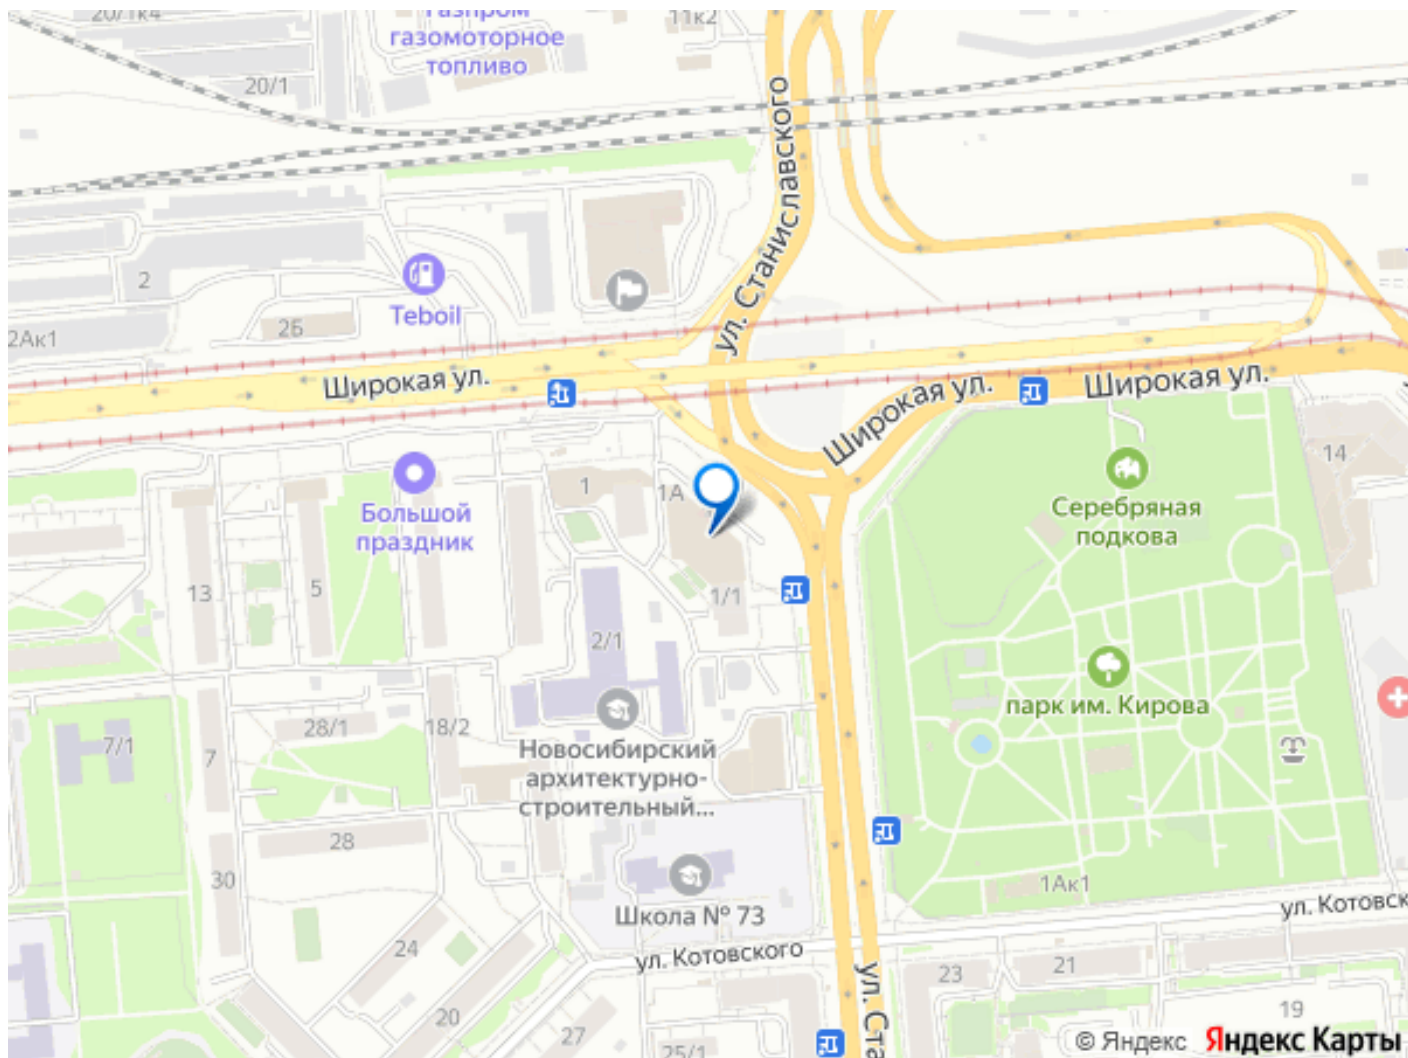 20/1к4
Газпром
газомоторное
топливо
11к2
20/1
ул. Станиславского
2
Teboil
2Б
2Ак1
Широкая ул.
Широкая ул.
Широкая ул.
14
1
1А
Большой
праздник
Серебряная
подкова
13
5
1/1
2/1
парк им. Кирова
28/1
18/2
7/1
7
Новосибирский
архитектурно-
строительный...
28
30
1Ак1
Школа № 73
ул. Котовск
ул. Котовского
24
ул. Ста
23
21
20
19
27
25/1
© Яндекс Яндекс Карты